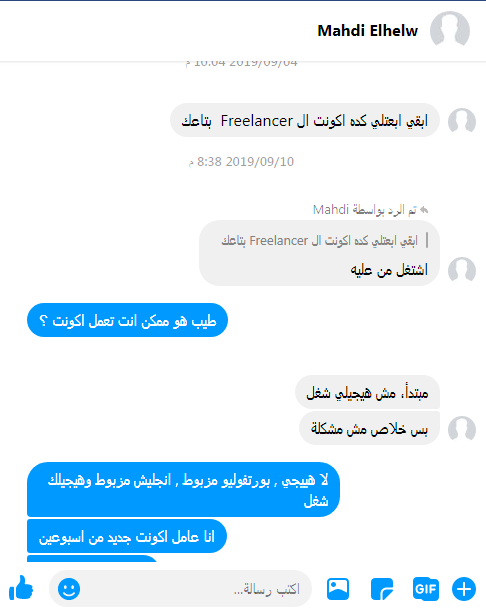 Mahdi Elhelw
2019/09/04 10:04 م
ابقي ابعتلي كده اكونت ال Freelancer بتاعك
2019/09/10 8:38 م
تم الرد بواسطة Mahdi
ابقي ابعتلي كده اكونت ال Freelancer بتاعك
اشتغل من عليه
طيب هو ممكن انت تعمل اكونت ؟
مبتدأ، مش هيجيلي شغل
بس خلاص مش مشكلة
لا هييجي , بورتفوليو مزبوط , انجليش مزبوط وهيجيلك
شغل
انا عامل اكونت جديد من اسبوعين
اكتب رسالة...
GIF